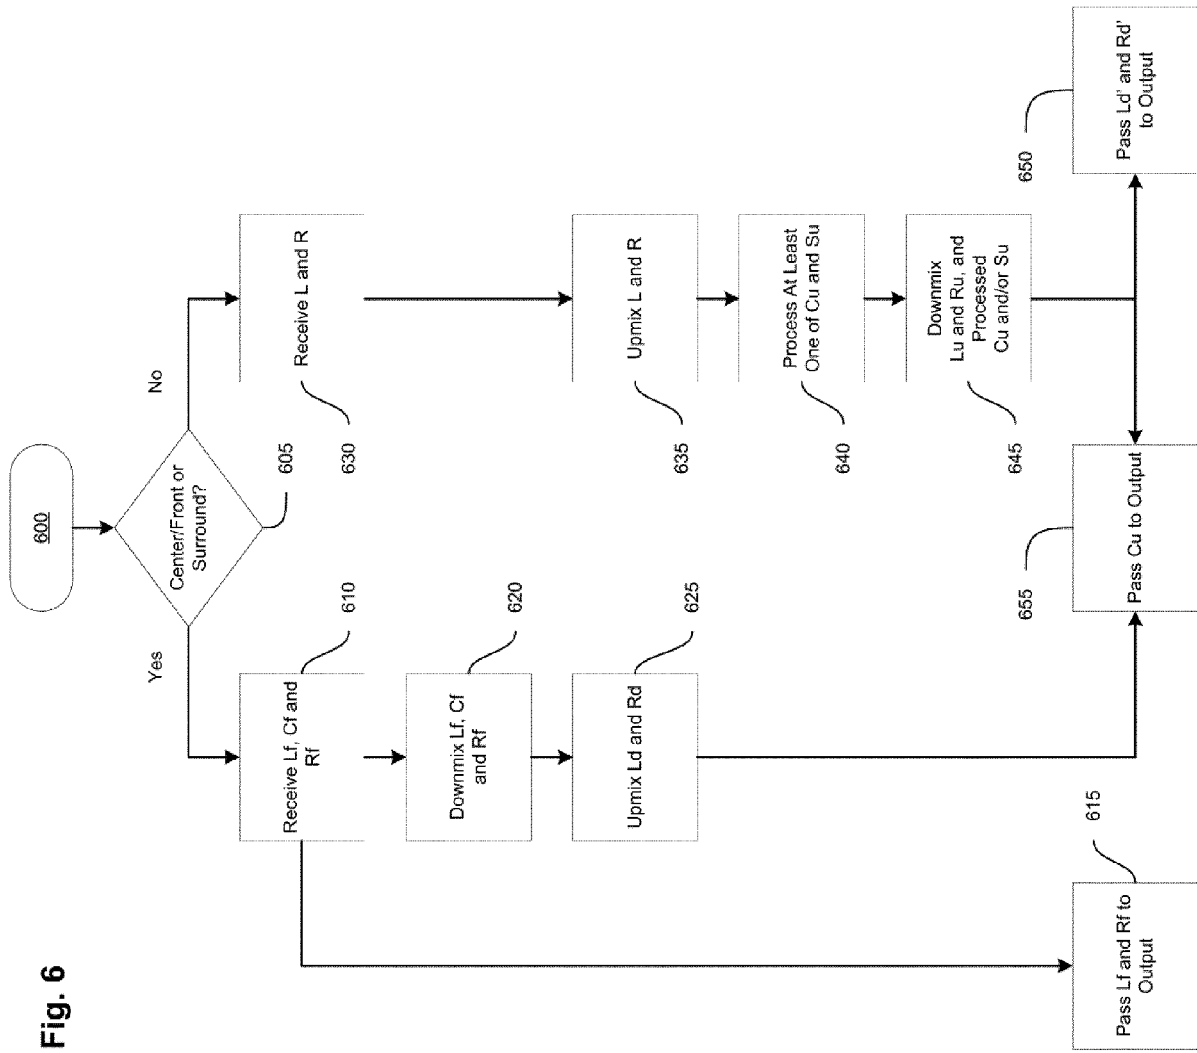 Fig. 6
600
Center/Front or
Surround?
605
Yes
No
Receive Lf, Cf and
Rf
610
Downmix Lf, Cf
and Rf
620
Upmix Ld and Rd
625
Pass Lf and Rf to
Output
615
Receive L and R
630
Upmix L and R
635
Process At Least
One of Cu and Su
640
Downmix
Lu and Ru, and
Processed
Cu and/or Su
645
Pass Cu to Output
655
Pass Ld' and Rd'
to Output
650